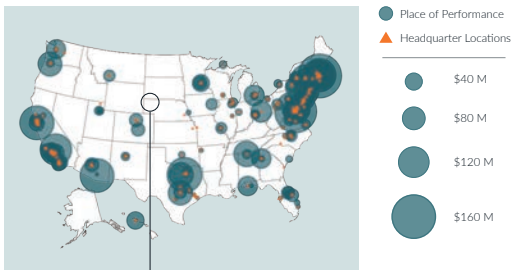 Place of Performance
Headquarter Locations
$40 M
$80 M
$120 M
$160 M